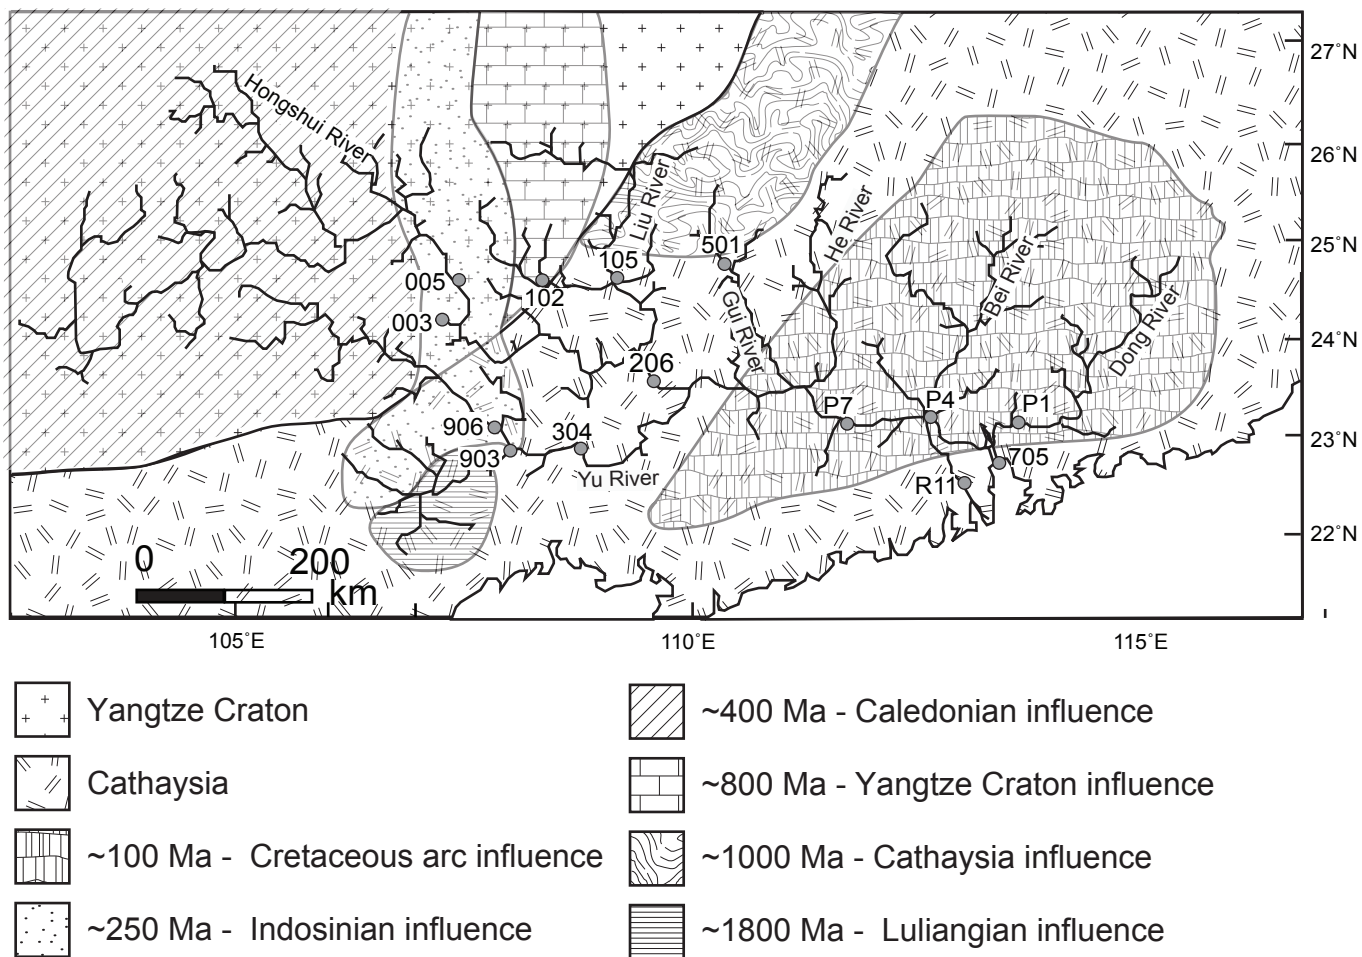 27°N
26°N
25°N
24°N
23°N
22°N
Hongshui River
Liu River
He River
Gui River
Bei River
Dong River
Yu River
501
105
005
102
003
206
P7
P4
P1
906
304
903
705
R11
0 200
km
105°E 110°E 115°E
Yangtze Craton
Cathaysia
~100 Ma - Cretaceous arc influence
~250 Ma - Indosinian influence
~400 Ma - Caledonian influence
~800 Ma - Yangtze Craton influence
~1000 Ma - Cathaysia influence
~1800 Ma - Luliangian influence